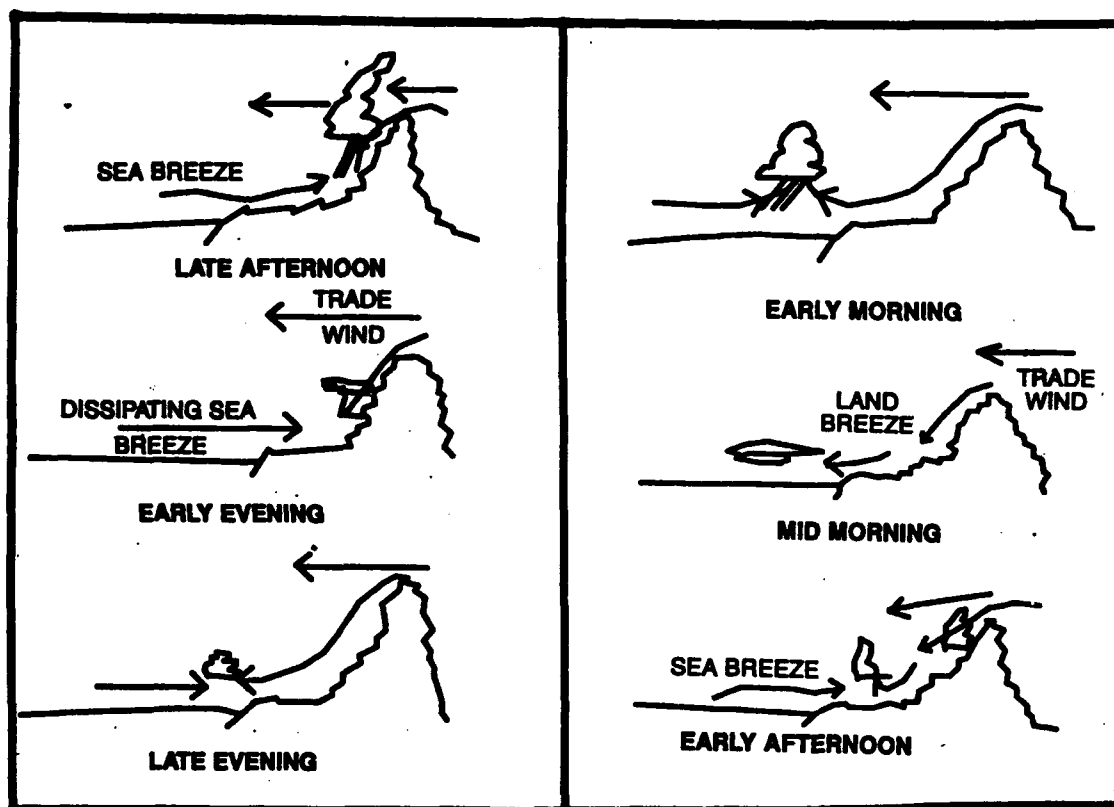 SEA BREEZE
LATE AFTERNOON
TRADE
WIND
DISSIPATING SEA
BREEZE
EARLY EVENING
LATE EVENING
EARLY MORNING
TRADE
WIND
LAND
BREEZE
MID MORNING
SEA BREEZE
EARLY AFTERNOON